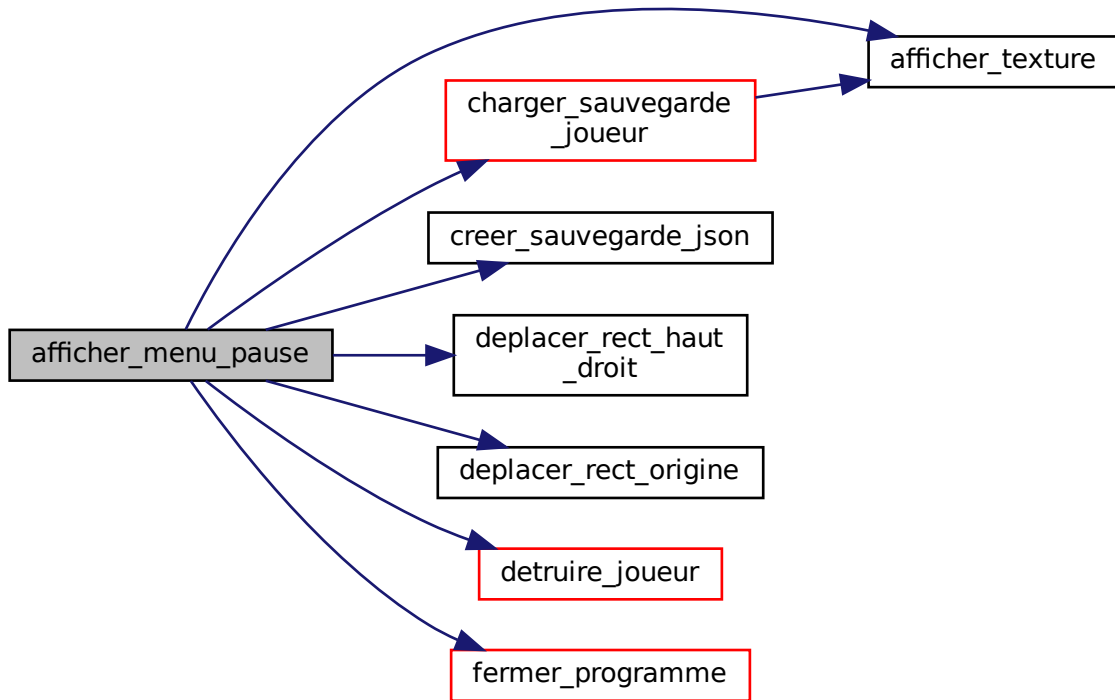 afficher_texture
charger_sauvegarde
_joueur
creer_sauvegarde_json
afficher_menu_pause
deplacer_rect_haut
_droit
deplacer_rect_origine
detruire_joueur
fermer_programme